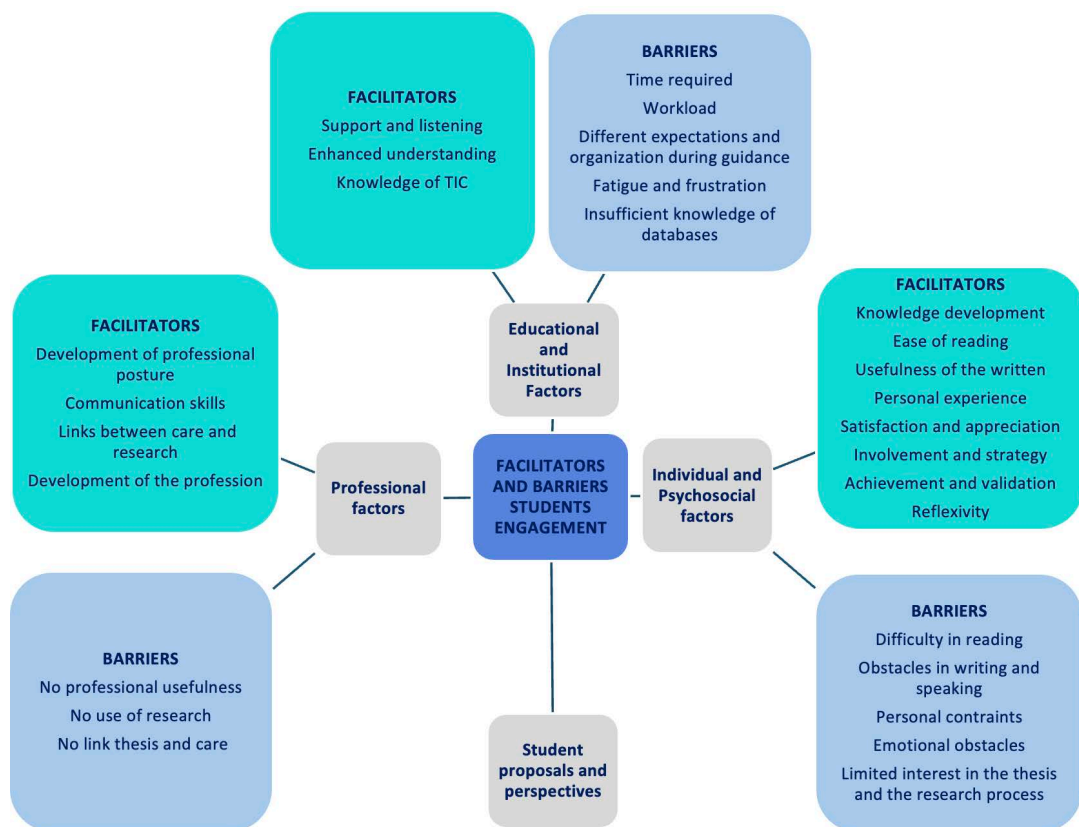 FACILITATORS
Support and listening
Enhanced understanding
Knowledge of TIC
BARRIERS
Time required
Workload
Different expectations and
organization during guidance
Fatigue and frustration
Insufficient knowledge of
databases
FACILITATORS
Development of professional
posture
Communication skills
Links between care and
research
Development of the profession
Educational
and
Institutional
Factors
FACILITATORS
Knowledge development
Ease of reading
Usefulness of the written
Personal experience
Satisfaction and appreciation
Involvement and strategy
Achievement and validation
Reflexivity
Professional
factors
FACILITATORS
AND BARRIERS
STUDENTS
ENGAGEMENT
Individual and
Psychosocial
factors
BARRIERS
No professional usefulness
No use of research
No link thesis and care
Student
proposals and
perspectives
BARRIERS
Difficulty in reading
Obstacles in writing and
speaking
Personal contraints
Emotional obstacles
Limited interest in the thesis
and the research process